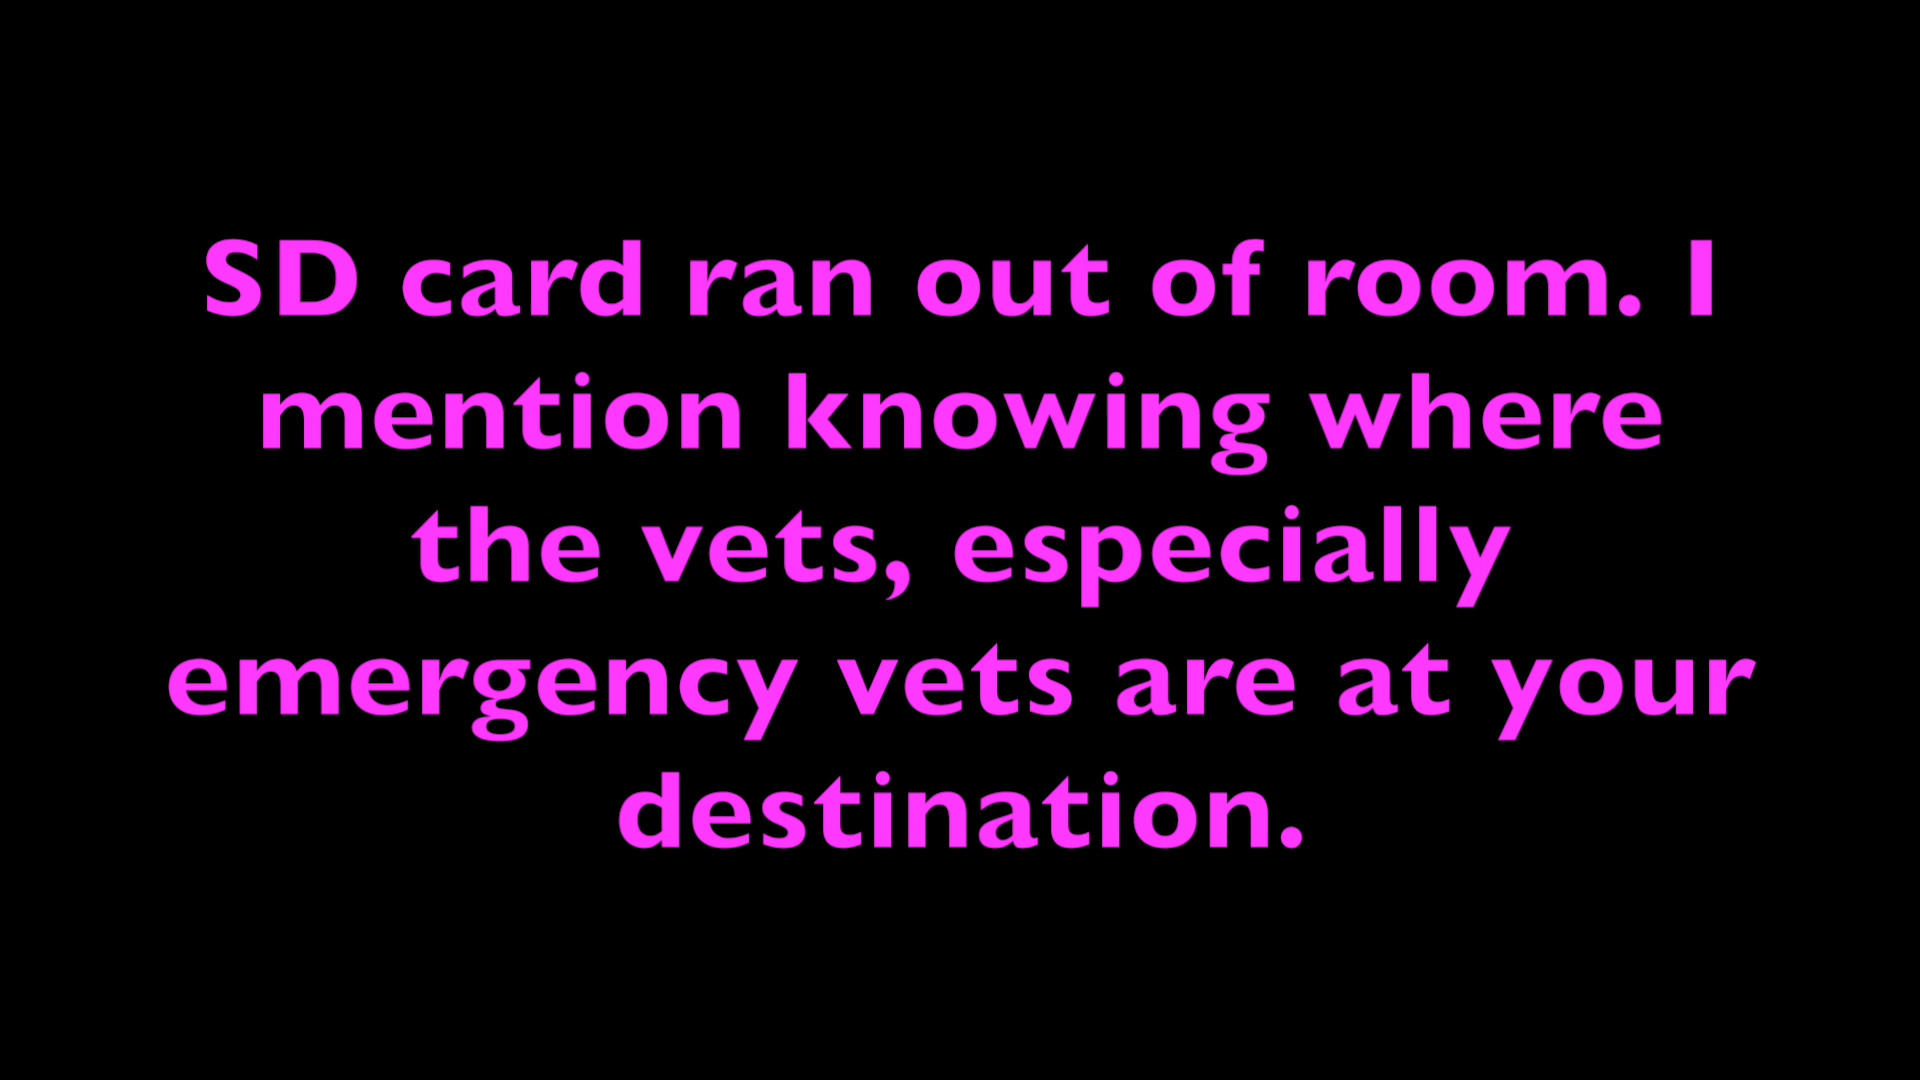 SD card ran out of room. I
mention knowing where
the vets, especially
emergency vets are at your
destination.